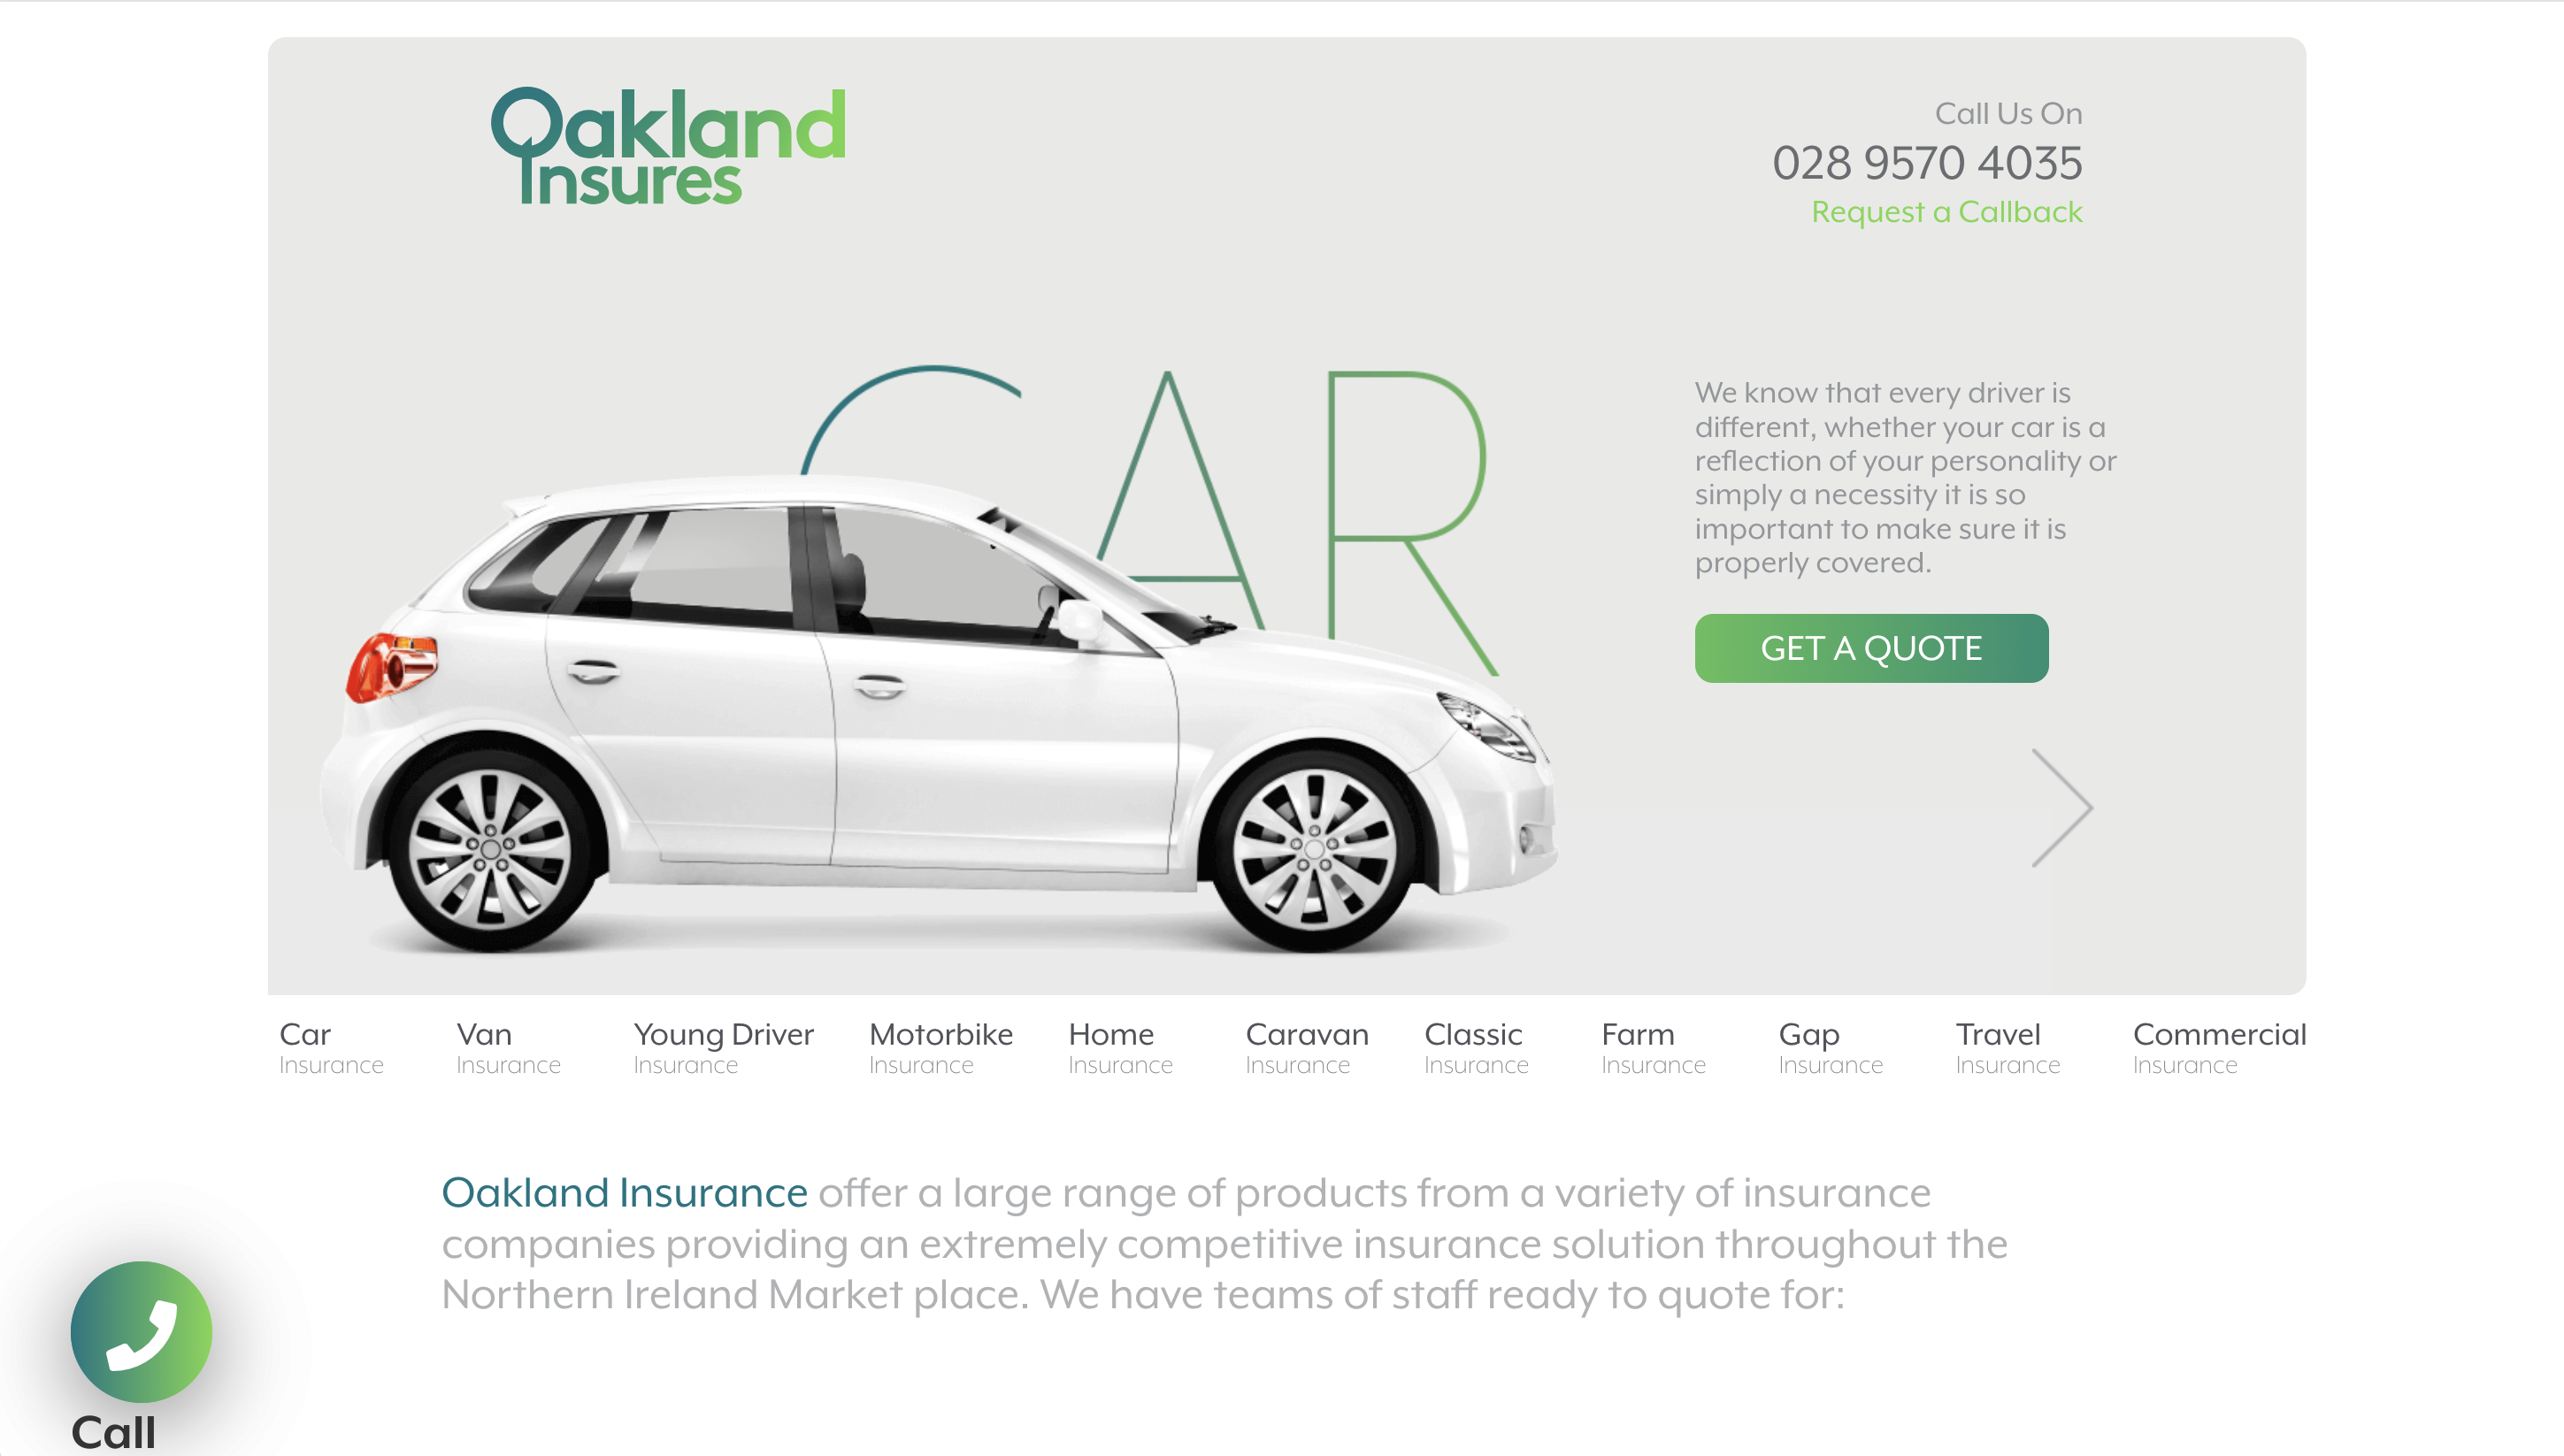 Oakland
Insures
Call Us On
028 9570 4035
Request a Callback
CAR
We know that every driver is
different, whether your car is a
reflection of your personality or
simply a necessity it is so
important to make sure it is
properly covered.
GET A QUOTE
Car
Insurance
Van
Insurance
Young Driver
Insurance
Motorbike
Insurance
Home
Insurance
Caravan
Insurance
Classic
Insurance
Farm
Insurance
Gap
Insurance
Travel
Insurance
Commercial
Insurance
Oakland Insurance offer a large range of products from a variety of insurance
companies providing an extremely competitive insurance solution throughout the
Northern Ireland Market place. We have teams of staff ready to quote for:
Call